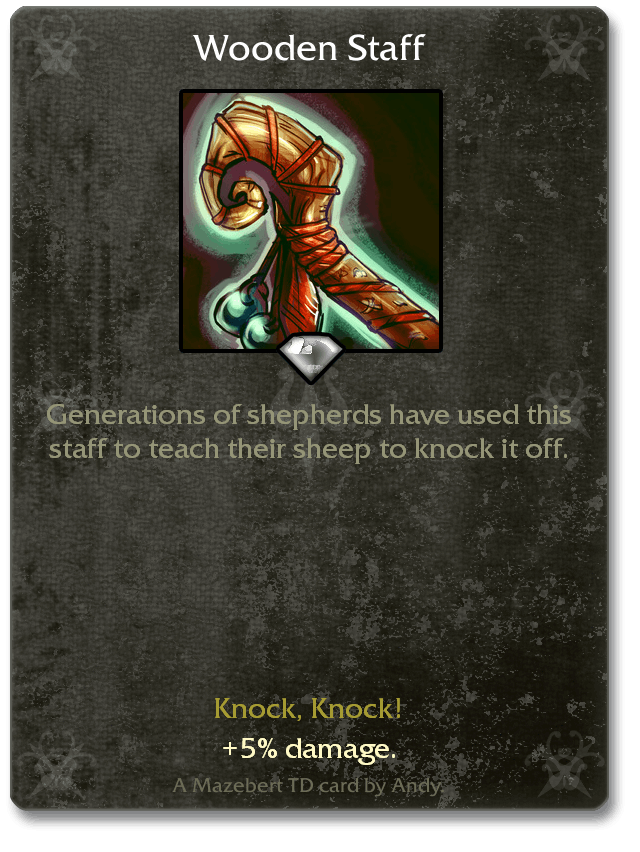 Wooden Staff
Generations of shepherds have used this
staff to teach their sheep to knock it off.
Knock, Knock!
+5% damage.
A Mazebert TD card by Andy.